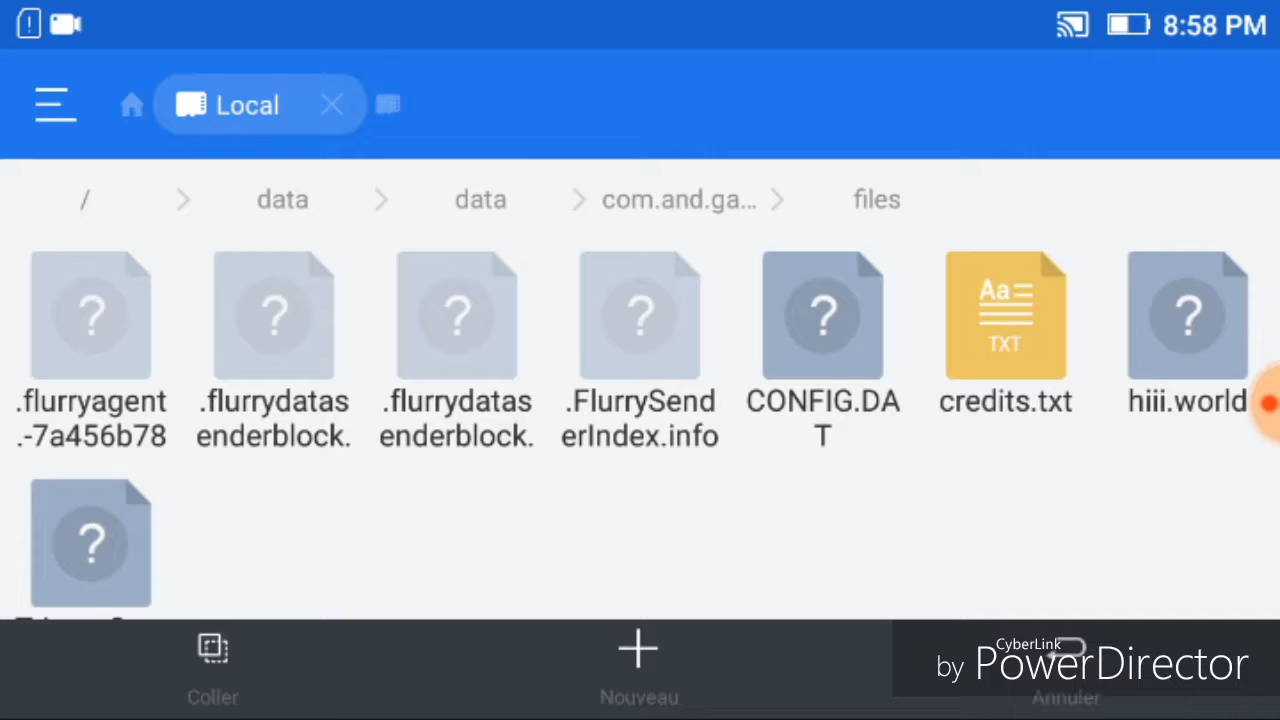 8:58 PM
Local
/ data data com.and.ga... files
Aa
TXT
.flurryagent .flurrydatas .flurrydatas .FlurrySend CONFIG.DA credits.txt hiii.world
.-7a456b78 enderblock. enderblock. erIndex.info T
CyberLink
by PowerDirector
Coller Nouveau Annuler